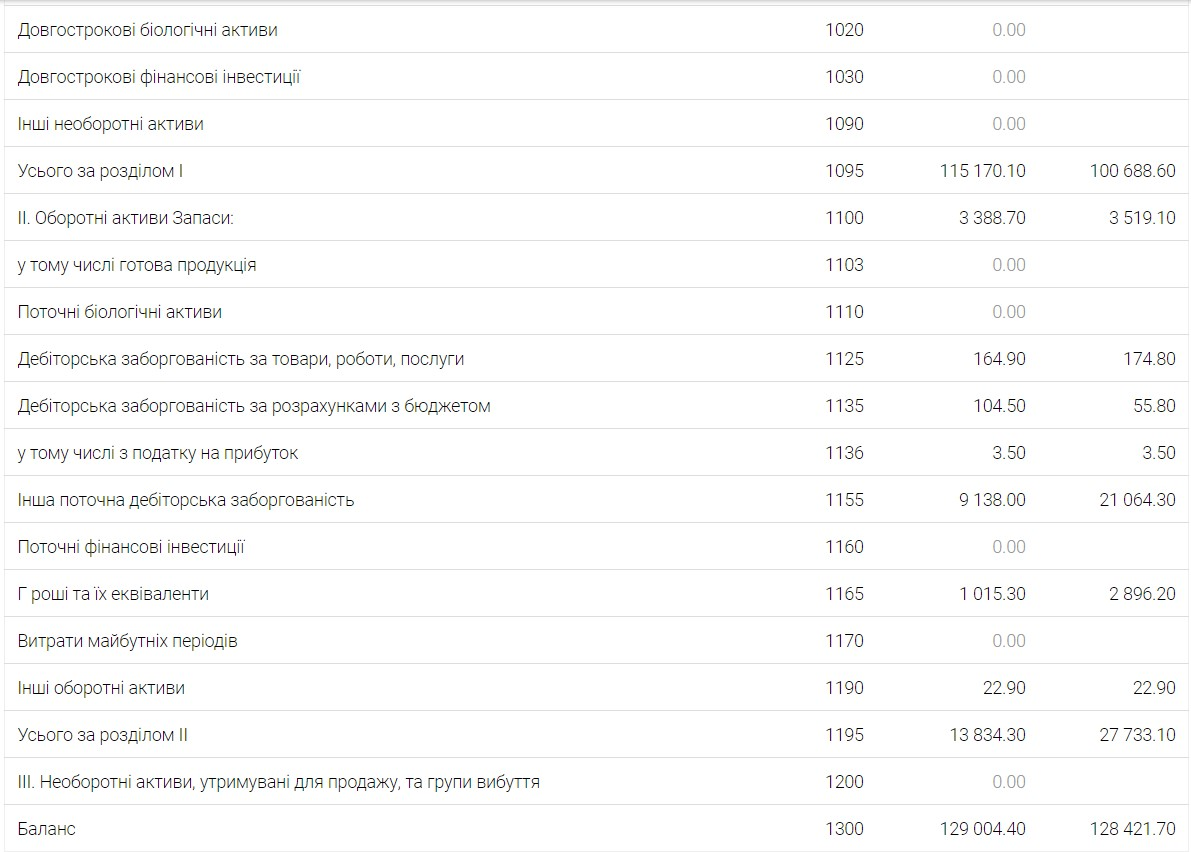 Довгострокові біологічні активи 1020 0.00
Довгострокові фінансові інвестиції 1030 0.00
Інші необоротні активи 1090 0.00
Усього за розділом I 1095 115 170.10 100 688.60
II. Оборотні активи Запаси: 1100 3 388.70 3 519.10
у тому числі готова продукція 1103 0.00
Поточні біологічні активи 1110 0.00
Дебіторська заборгованість за товари, роботи, послуги 1125 164.90 174.80
Дебіторська заборгованість за розрахунками з бюджетом 1135 104.50 55.80
у тому числі з податку на прибуток 1136 3.50 3.50
Інша поточна дебіторська заборгованість 1155 9 138.00 21 064.30
Поточні фінансові інвестиції 1160 0.00
Г роші та їх еквіваленти 1165 1 015.30 2 896.20
Витрати майбутніх періодів 1170 0.00
Інші оборотні активи 1190 22.90 22.90
Усього за розділом II 1195 13 834.30 27 733.10
III. Необоротні активи, утримувані для продажу, та групи вибуття 1200 0.00
Баланс 1300 129 004.40 128 421.70